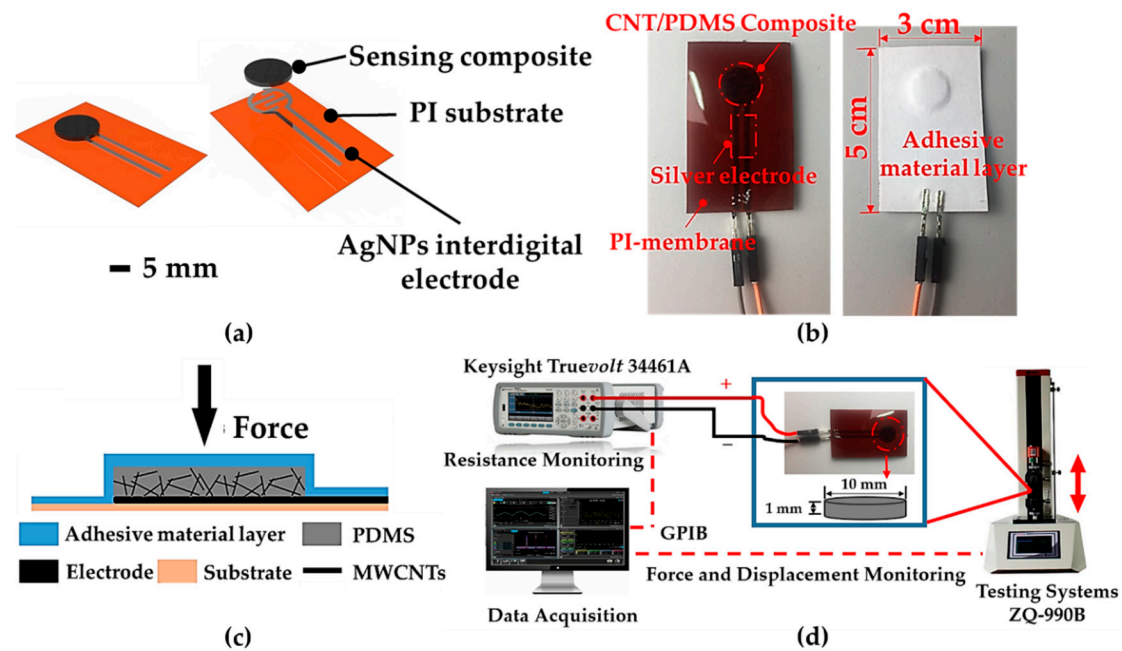 Sensing composite
PI substrate
AgNPs interdigital
electrode
5 mm
(a)
CNT/PDMS Composite
Silver electrode
PI-membrane
3 cm
5 cm
Adhesive
material layer
(b)
Force
Adhesive material layer
PDMS
Electrode
Substrate
MWCNTs
(c)
Keysight Truevolt 34461A
+
−
Resistance Monitoring
10 mm
1 mm
GPIB
Force and Displacement Monitoring
Data Acquisition
Testing Systems
ZQ-990B
(d)